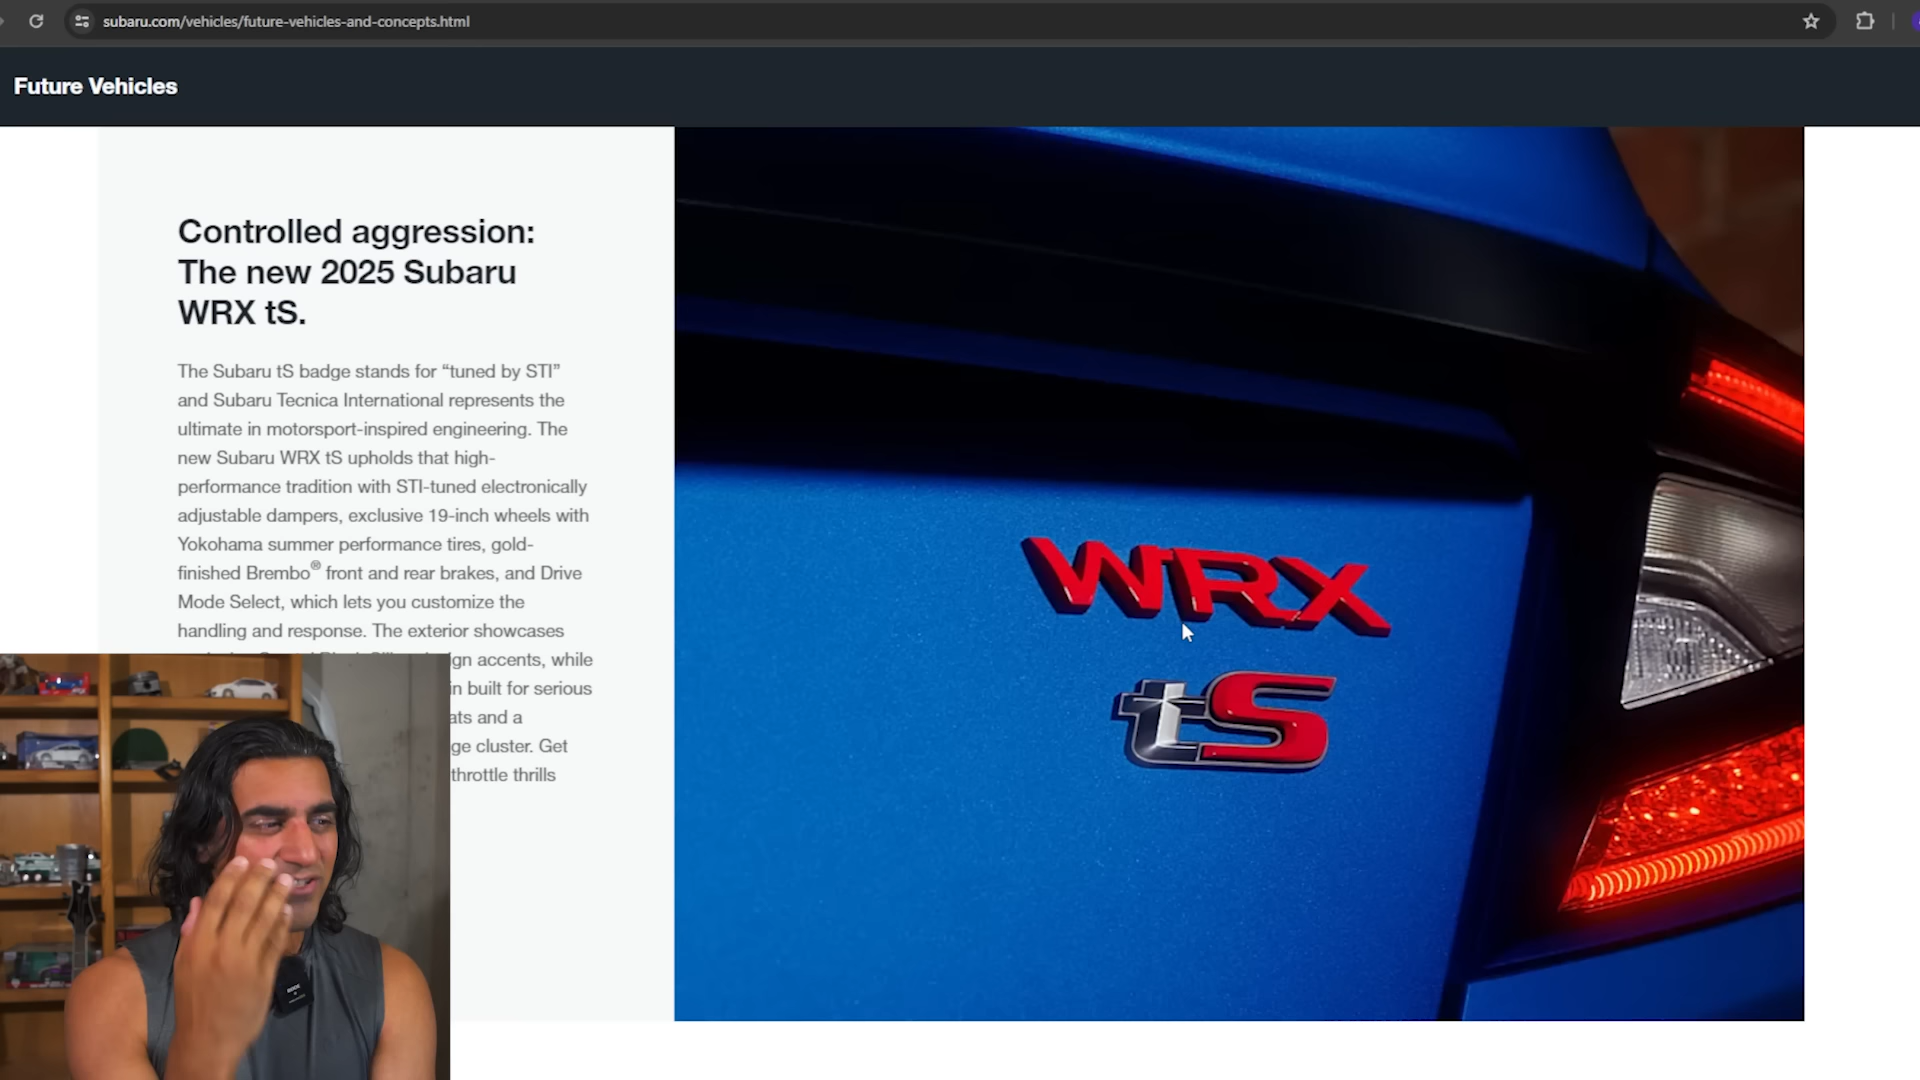 subaru.com/vehicles/future-vehicles-and-concepts.html
Future Vehicles
Controlled aggression:
The new 2025 Subaru
WRX tS.
The Subaru tS badge stands for “tuned by STI”
and Subaru Tecnica International represents the
ultimate in motorsport-inspired engineering. The
new Subaru WRX tS upholds that high-
performance tradition with STI-tuned electronically
adjustable dampers, exclusive 19-inch wheels with
Yokohama summer performance tires, gold-
finished Brembo® front and rear brakes, and Drive
Mode Select, which lets you customize the
handling and response. The exterior showcases
accents, while
built for serious
and a
cluster. Get
throttle thrills
WRX
tS
RODE